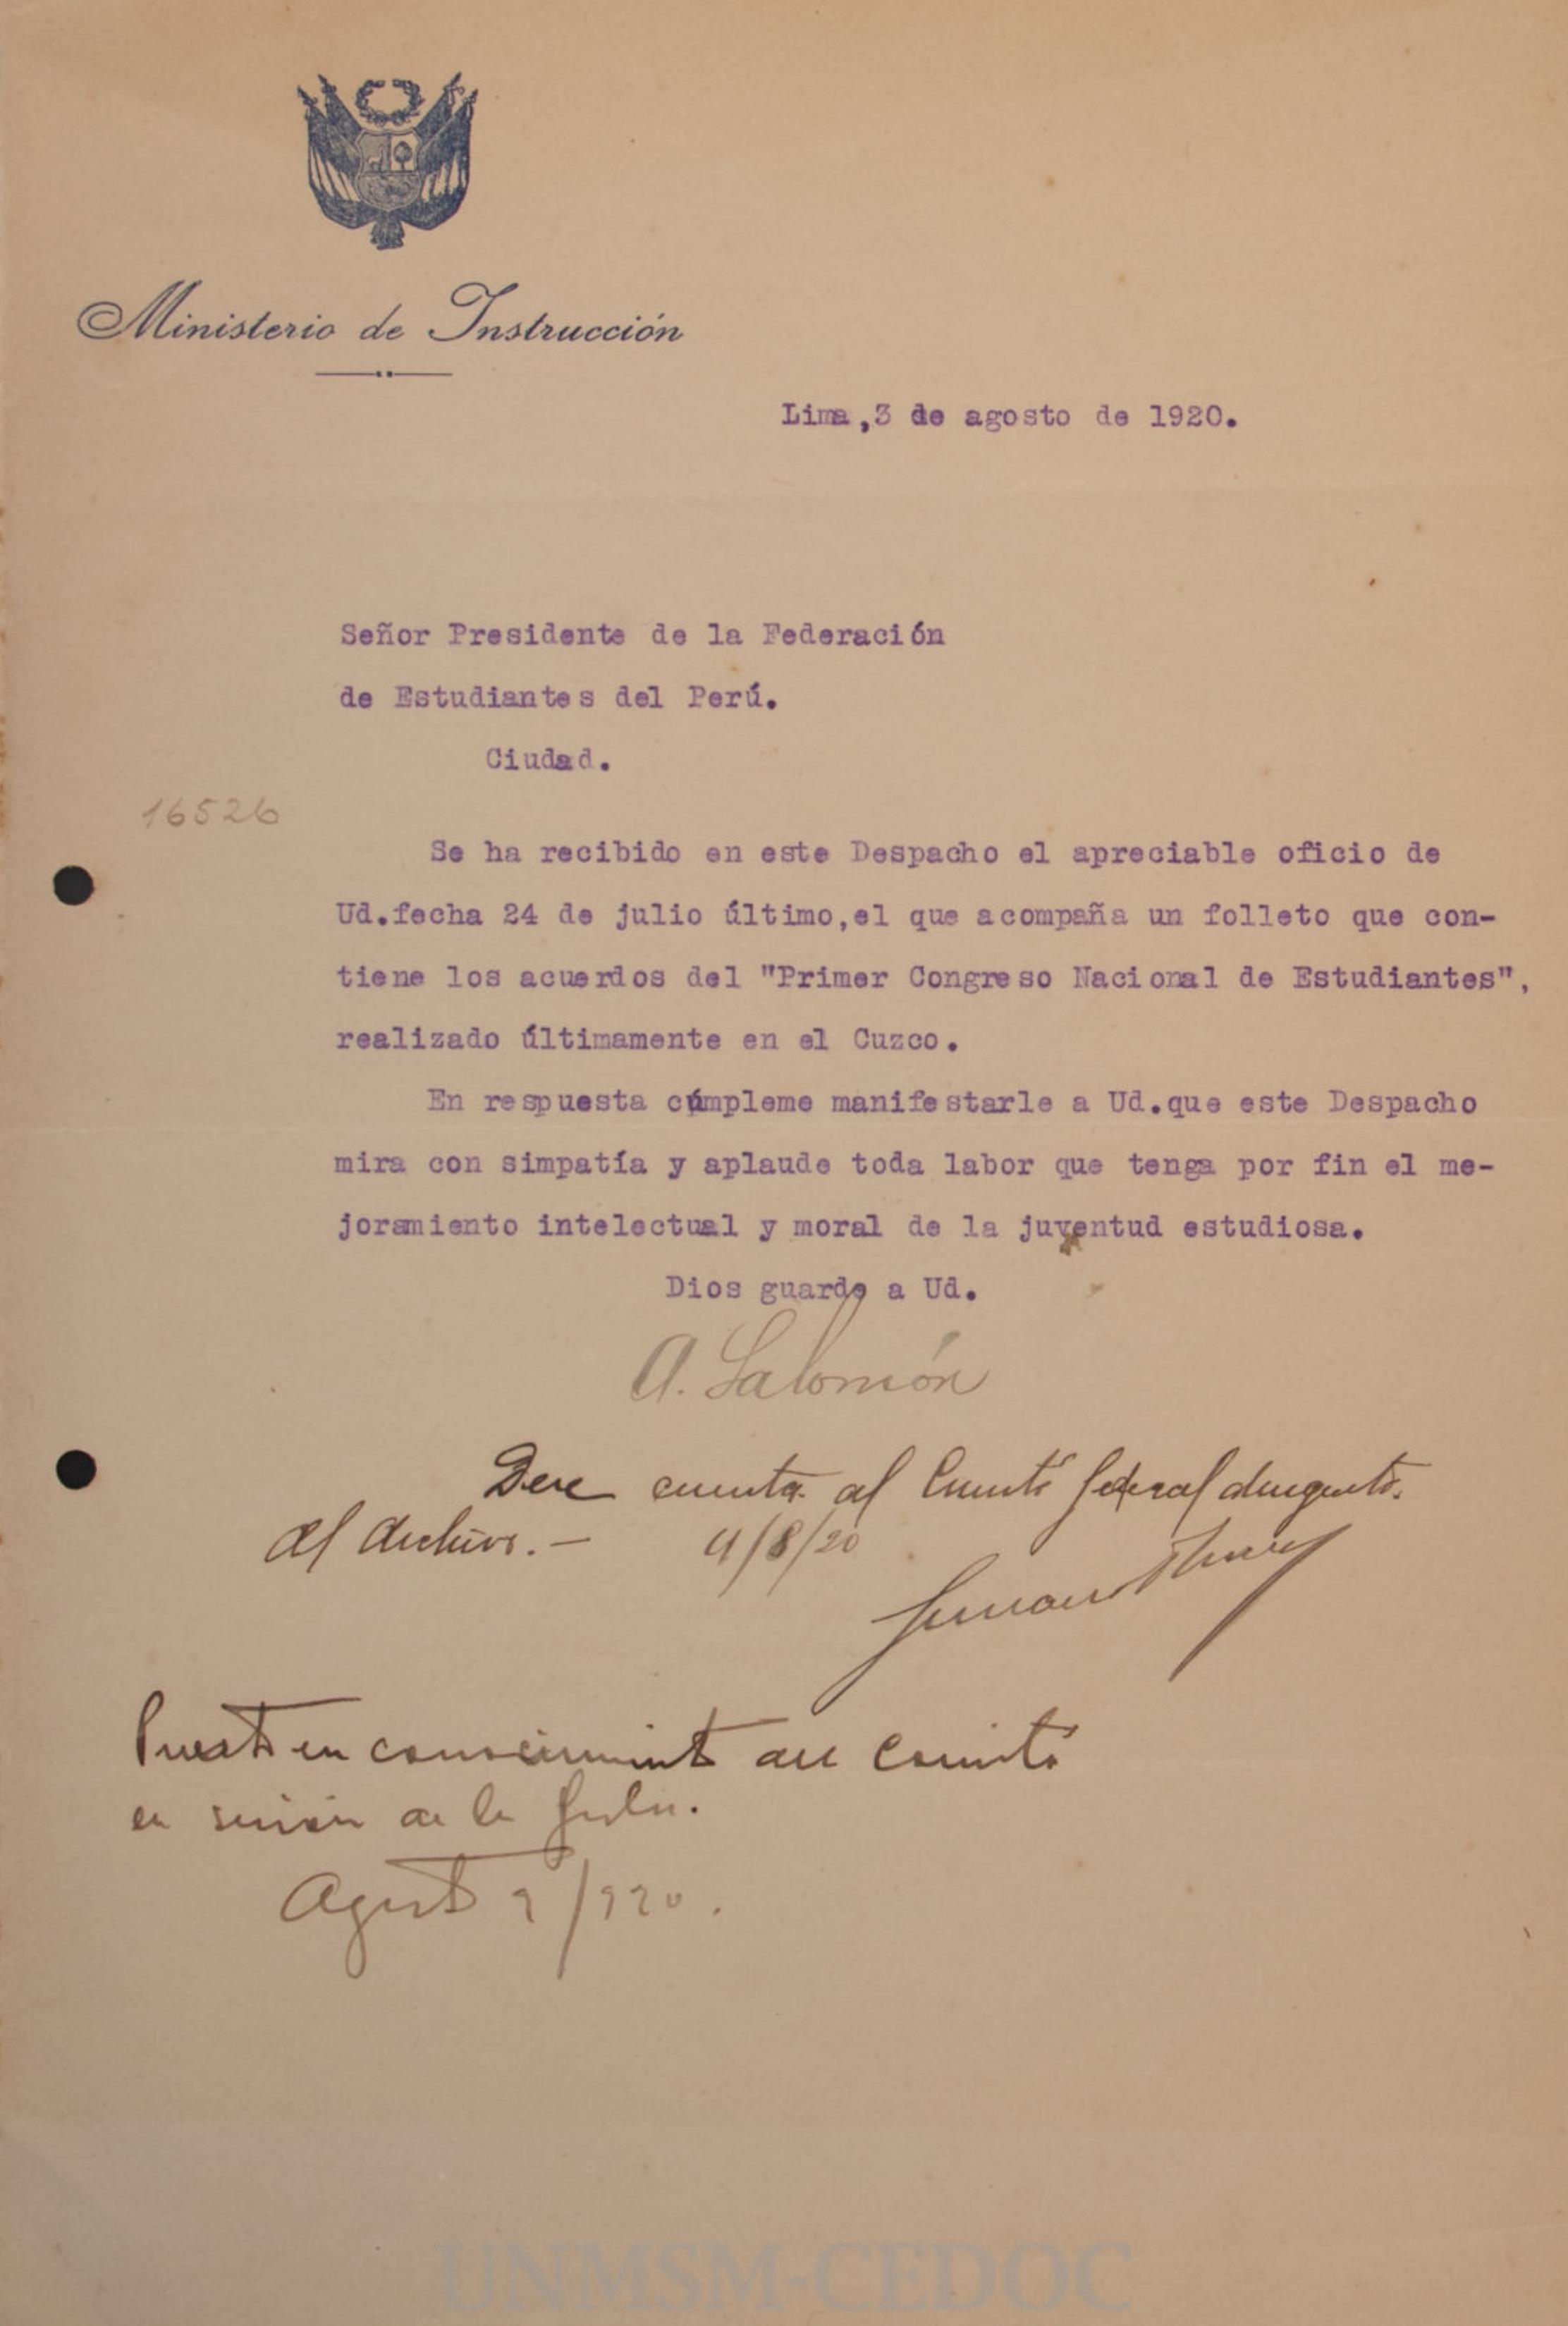 Ministerio de Instrucción
Lima,3 de agosto de 1920.
Señor Presidente de la Federación
de Estudiantes del Perú.
Ciudad.
16526
Se ha recibido en este Despacho el apreciable oficio de
Ud.fecha 24 de julio último,el que acompaña un folleto que con-
tiene los acuerdos del "Primer Congreso Nacional de Estudiantes",
realizado últimamente en el Cuzco.
En respuesta cúmpleme manifestarle a Ud.que este Despacho
mira con simpatía y aplaude toda labor que tenga por fin el me-
joramiento intelectual y moral de la juventud estudiosa.
Dios guarde a Ud.
A. Salomón
Dese cuenta al Comité federal
al Archivo.— 4/8/20
Puesto en conocimiento del Comité
en sesión de la fecha.
Agosto 9/920.
UNMSM-CEDOC